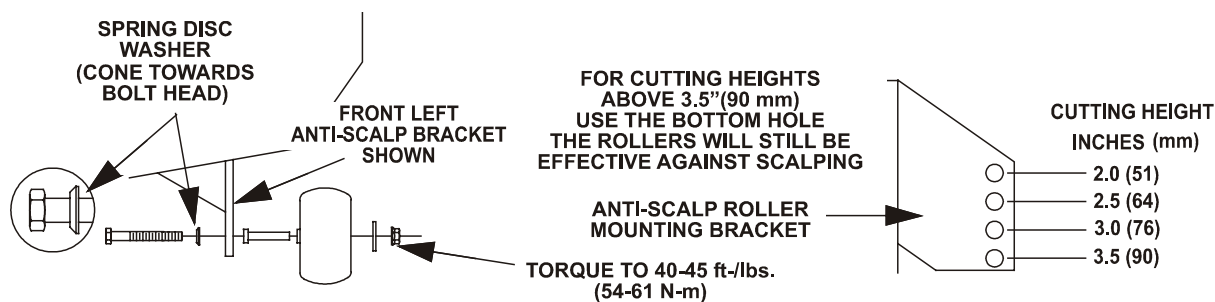 SPRING DISC
WASHER
(CONE TOWARDS
BOLT HEAD)
FRONT LEFT
ANTI-SCALP BRACKET
SHOWN
FOR CUTTING HEIGHTS
ABOVE 3.5”(90 mm)
USE THE BOTTOM HOLE
THE ROLLERS WILL STILL BE
EFFECTIVE AGAINST SCALPING
ANTI-SCALP ROLLER
MOUNTING BRACKET
TORQUE TO 40-45 ft-/lbs.
(54-61 N-m)
CUTTING HEIGHT
INCHES (mm)
2.0 (51)
2.5 (64)
3.0 (76)
3.5 (90)